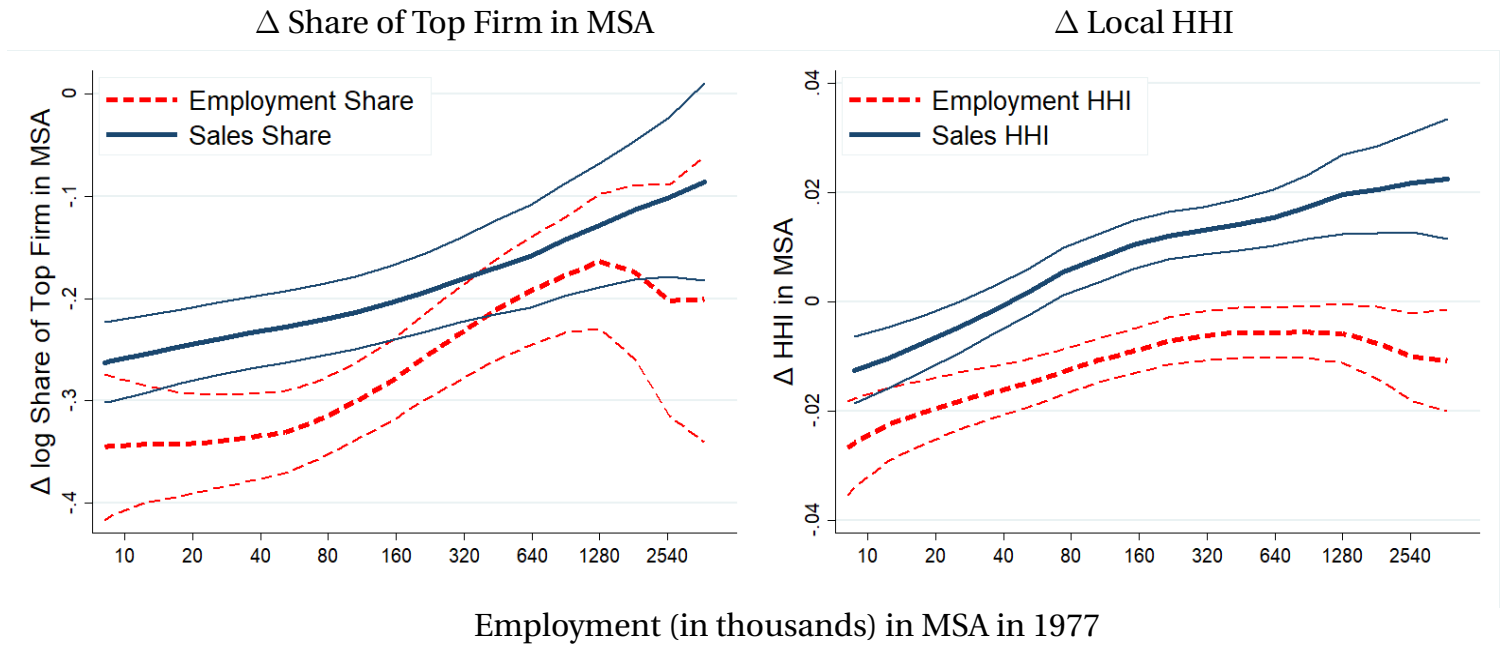 Δ Share of Top Firm in MSA
Δ Local HHI
Δ log Share of Top Firm in MSA
0
-.1
-.2
-.3
-.4
Employment Share
Sales Share
10 20 40 80 160 320 640 1280 2540
Δ HHI in MSA
.04
.02
0
-.02
-.04
Employment HHI
Sales HHI
10 20 40 80 160 320 640 1280 2540
Employment (in thousands) in MSA in 1977